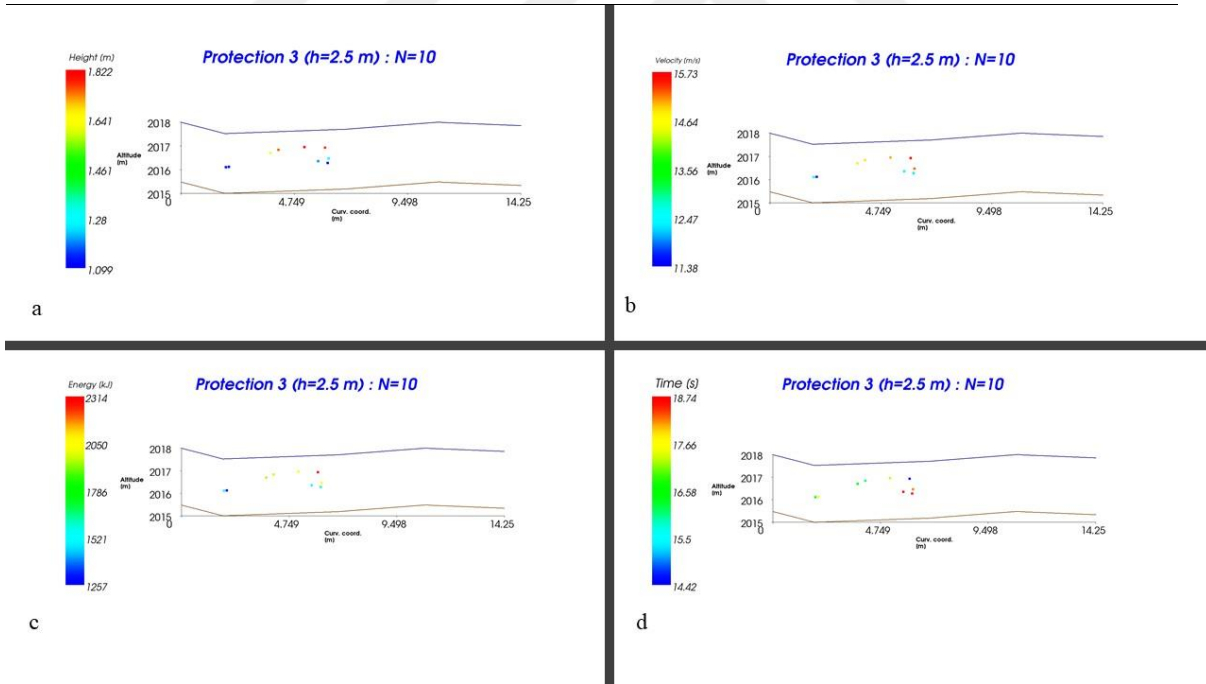 Height (m)
Protection 3 (h=2.5 m) : N=10
1.822
1.641
1.461
1.28
1.099
Altitude
(m)
2018
2017
2016
2015
0
4.749
9.498
14.25
Curv. coord.
(m)
a
Velocity (m/s)
Protection 3 (h=2.5 m) : N=10
15.73
14.64
13.56
12.47
11.38
Altitude
(m)
2018
2017
2016
2015
0
4.749
9.498
14.25
Curv. coord.
(m)
b
Energy (kJ)
Protection 3 (h=2.5 m) : N=10
2314
2050
1786
1521
1257
Altitude
(m)
2018
2017
2016
2015
0
4.749
9.498
14.25
Curv. coord.
(m)
c
Time (s)
Protection 3 (h=2.5 m) : N=10
18.74
17.66
16.58
15.5
14.42
Altitude
(m)
2018
2017
2016
2015
0
4.749
9.498
14.25
Curv. coord.
(m)
d